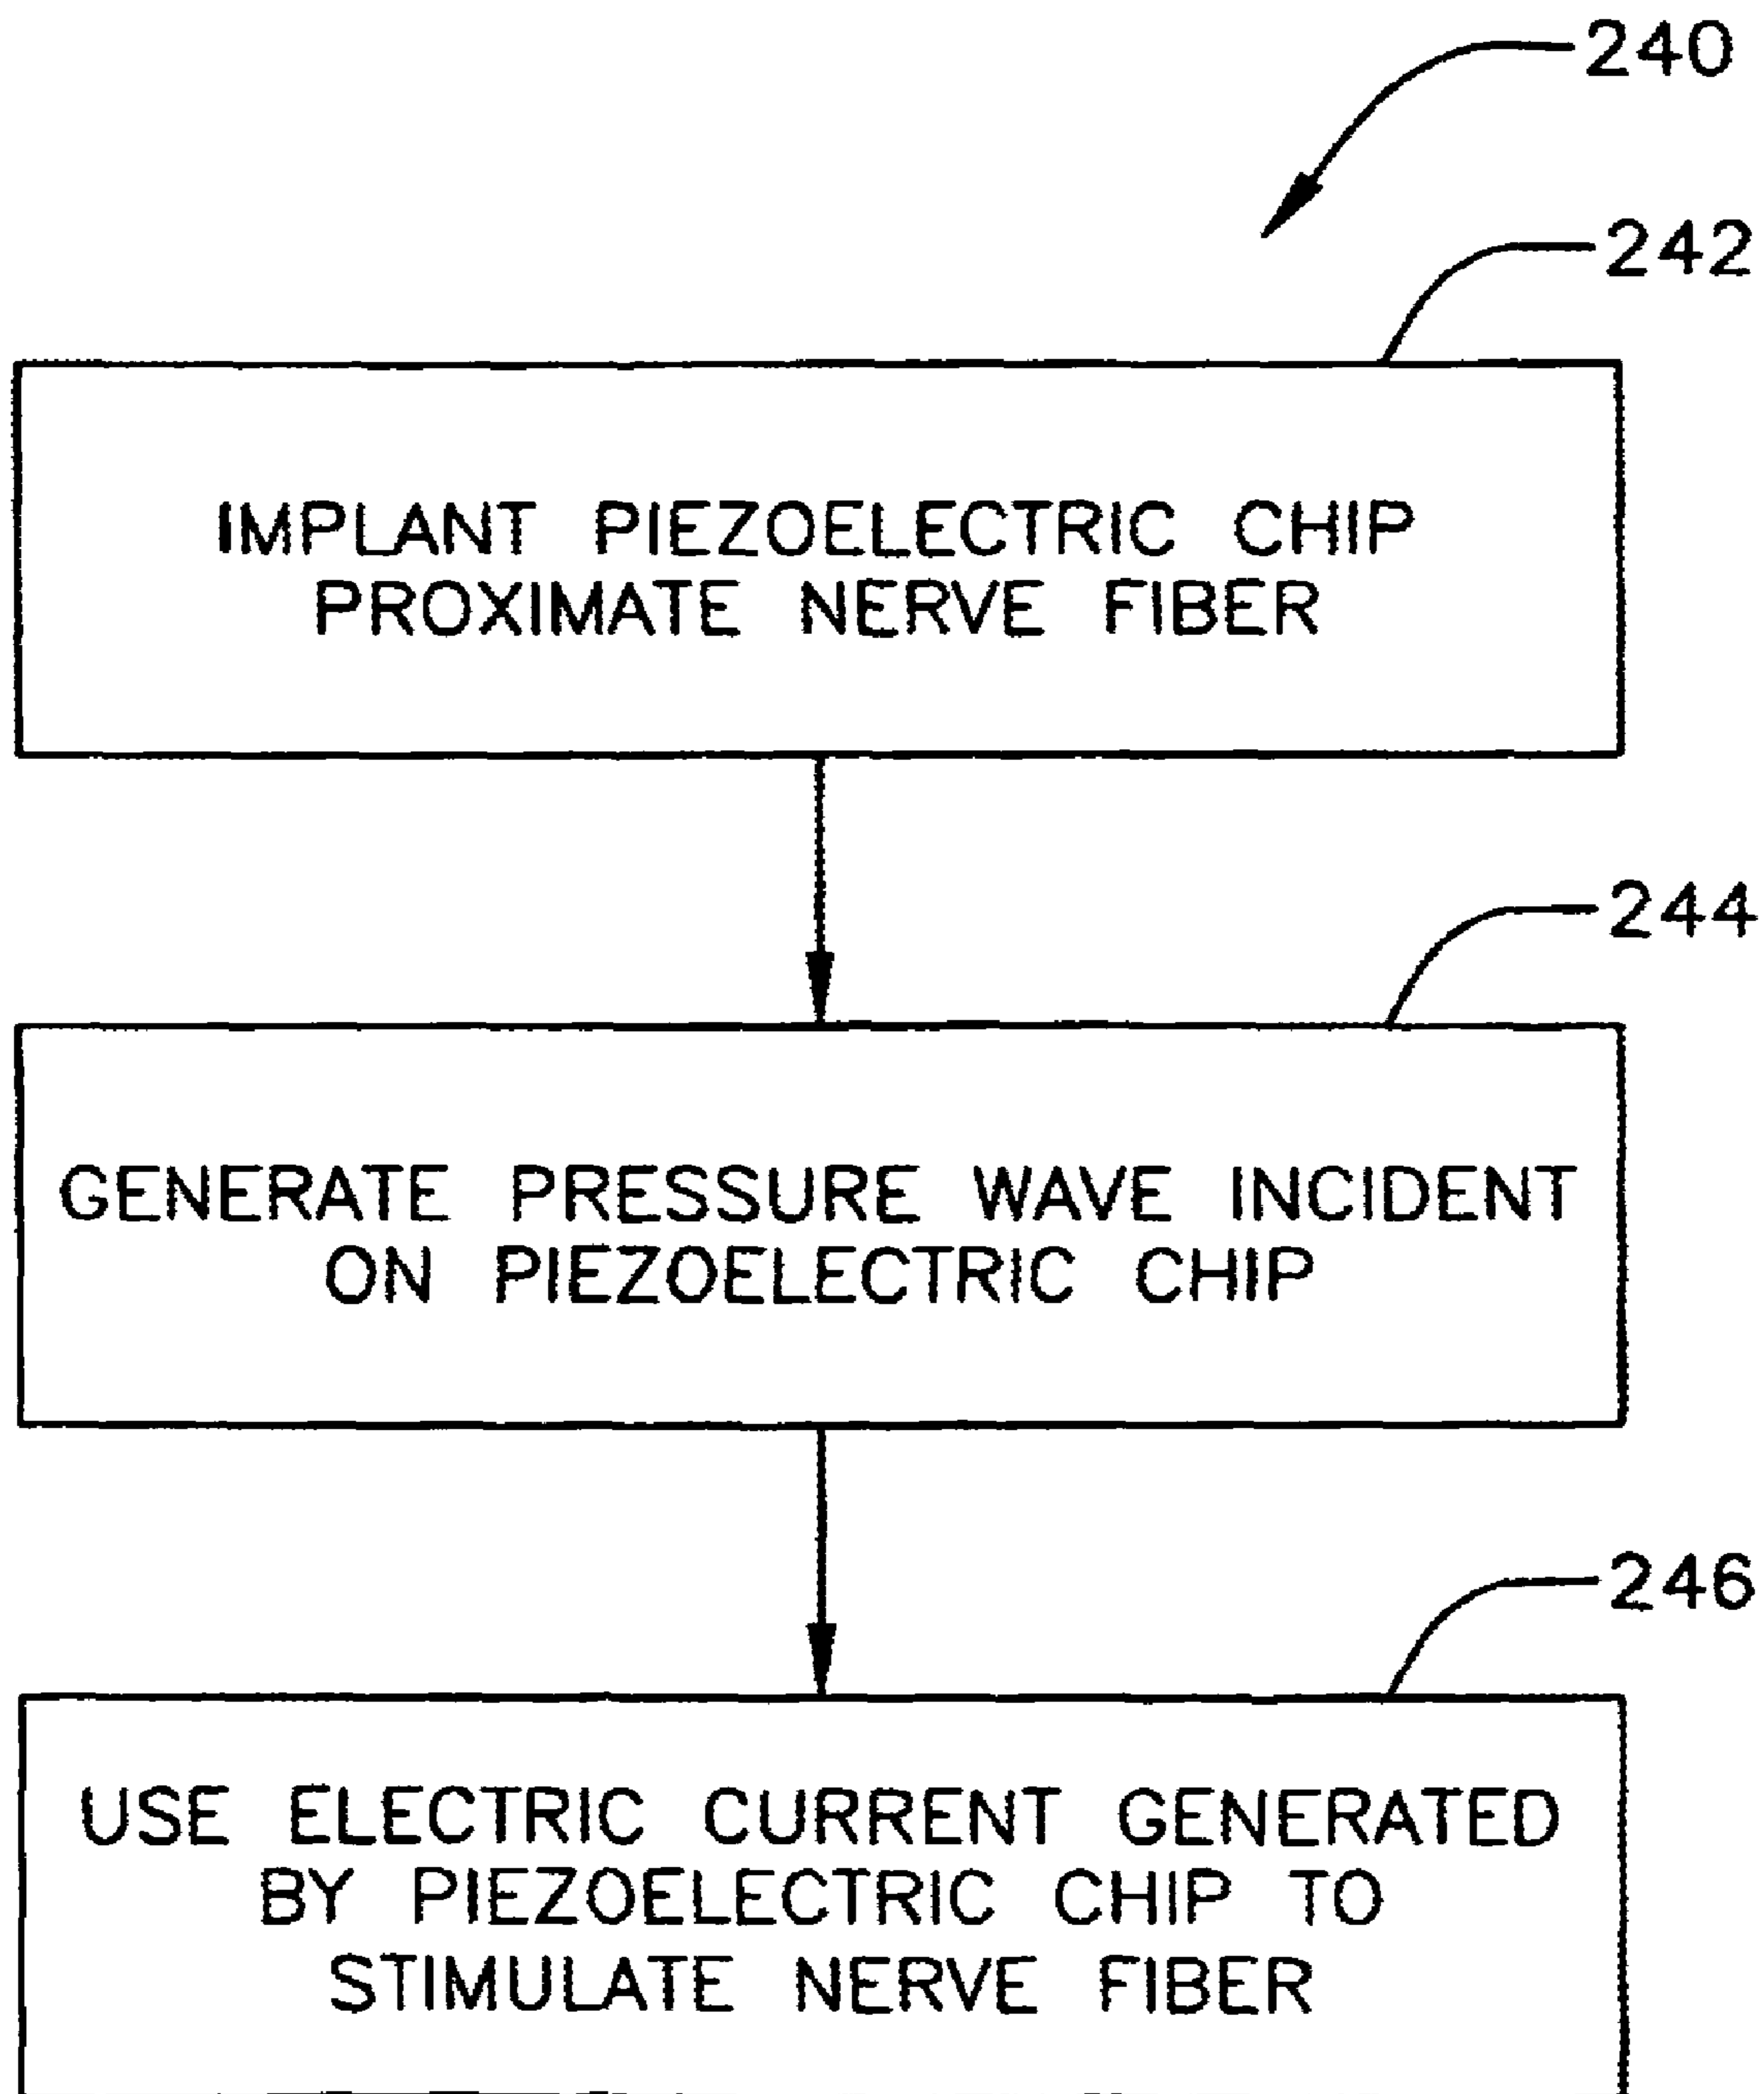 240
242
IMPLANT PIEZOELECTRIC CHIP
PROXIMATE NERVE FIBER
244
GENERATE PRESSURE WAVE INCIDENT
ON PIEZOELECTRIC CHIP
246
USE ELECTRIC CURRENT GENERATED
BY PIEZOELECTRIC CHIP TO
STIMULATE NERVE FIBER